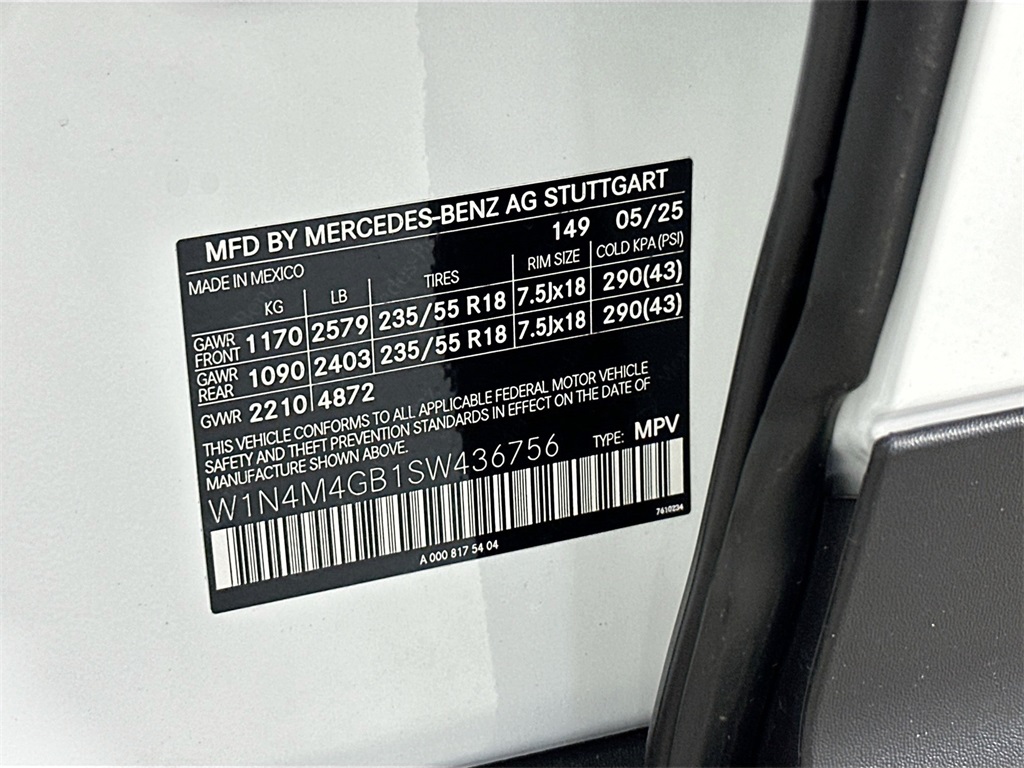 MFD BY MERCEDES-BENZ AG STUTTGART
MADE IN MEXICO 149 05/25
KG LB TIRES RIM SIZE COLD KPA (PSI)
GAWR FRONT 1170 2579 235/55 R18 7.5Jx18 290(43)
GAWR REAR 1090 2403 235/55 R18 7.5Jx18 290(43)
GVWR 2210 4872
THIS VEHICLE CONFORMS TO ALL APPLICABLE FEDERAL MOTOR VEHICLE
SAFETY AND THEFT PREVENTION STANDARDS IN EFFECT ON THE DATE OF
MANUFACTURE SHOWN ABOVE.
TYPE: MPV
W1N4M4GB1SW436756
7610234
A 000 817 54 04